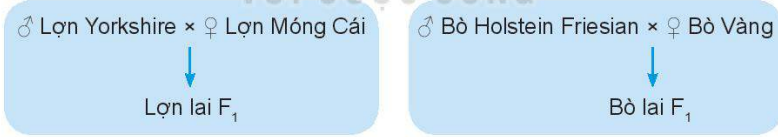 ♂ Lợn Yorkshire × ♀ Lợn Móng Cái
Lợn lai F₁
♂ Bò Holstein Friesian × ♀ Bò Vàng
Bò lai F₁